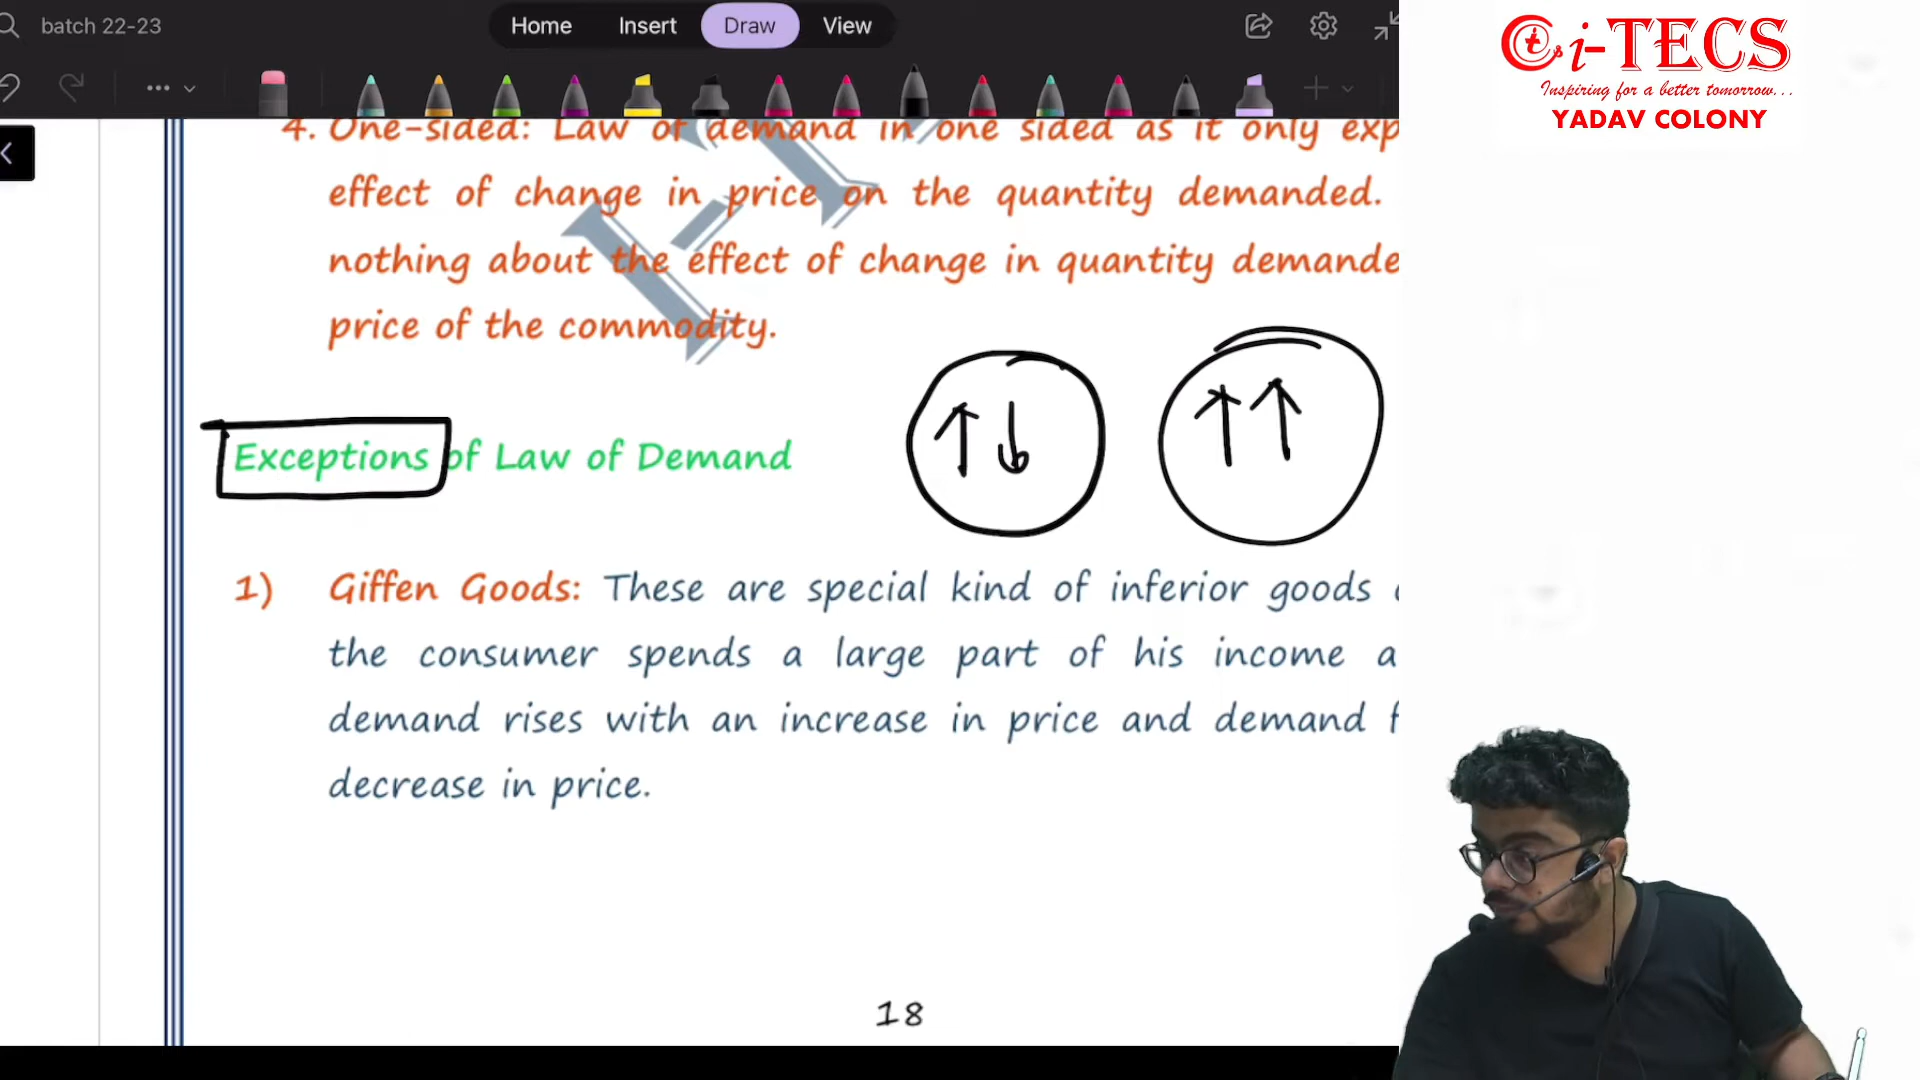 batch 22-23
Home Insert Draw View
i-TECS
Inspiring for a better tomorrow...
YADAV COLONY
4. One-sided: Law of demand in one sided as it only exp
effect of change in price on the quantity demanded.
nothing about the effect of change in quantity demande
price of the commodity.
Exceptions of Law of Demand
↑↓ ↑↑
1) Giffen Goods: These are special kind of inferior goods
the consumer spends a large part of his income a
demand rises with an increase in price and demand f
decrease in price.
18